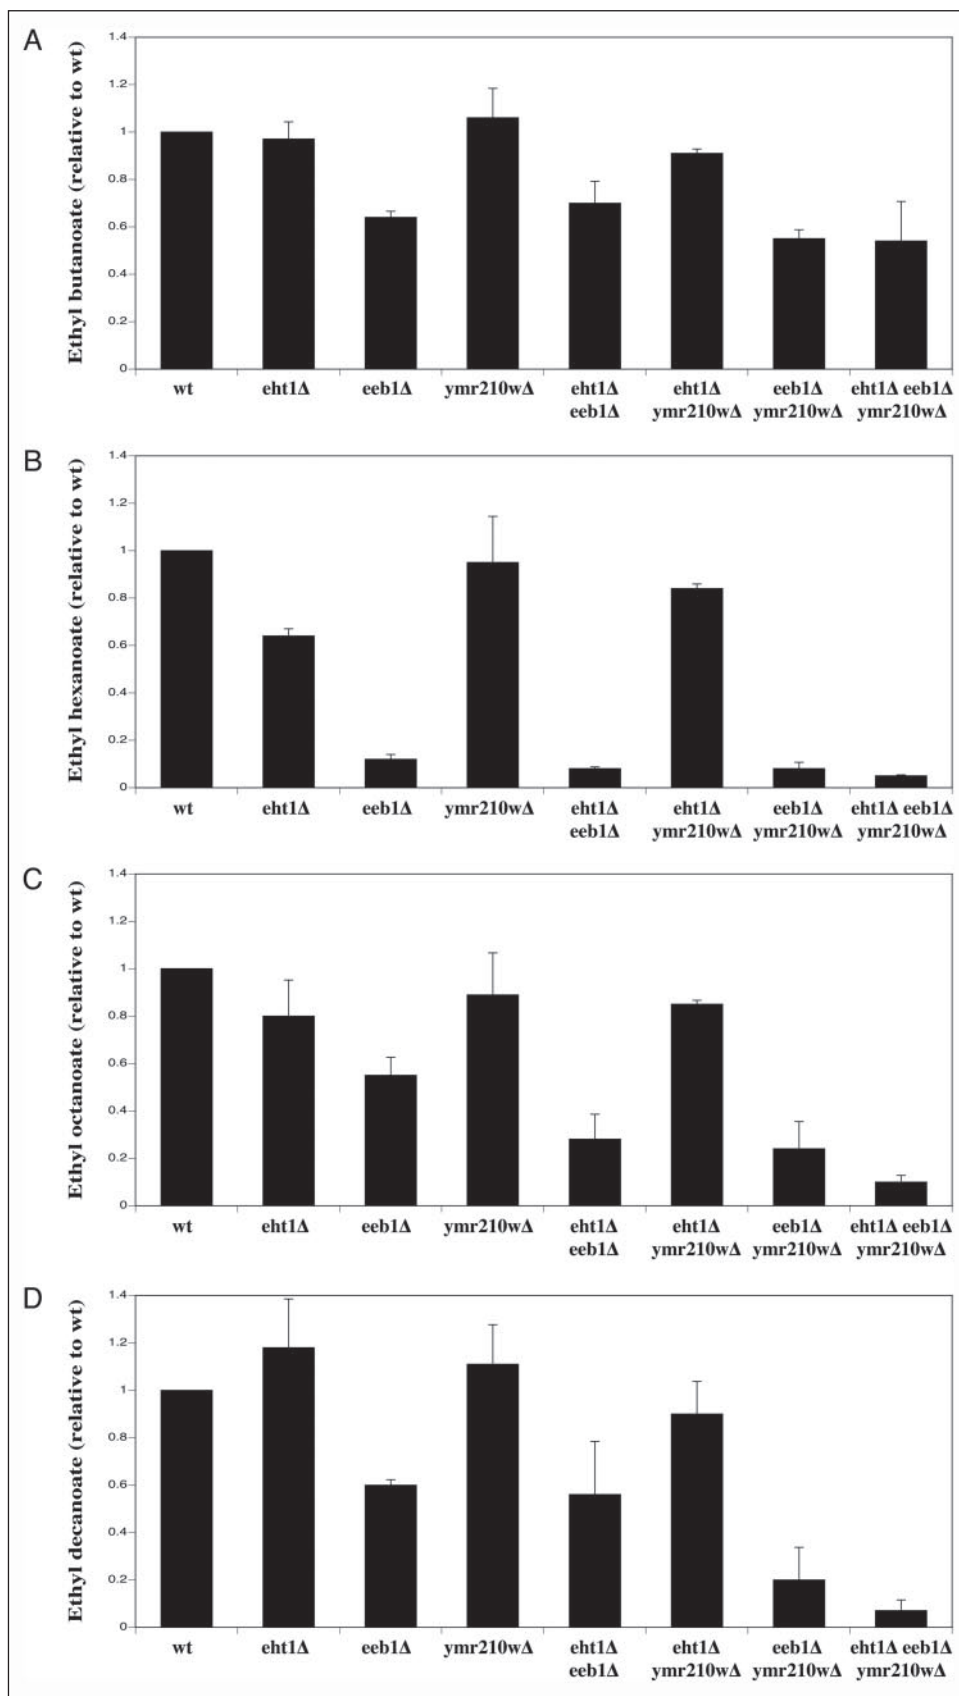 A
Ethyl butanoate (relative to wt)
1.4
1.2
1
0.8
0.6
0.4
0.2
0
wt eht1Δ eeb1Δ ymr210wΔ eht1Δ eht1Δ eeb1Δ eht1Δ eeb1Δ
eeb1Δ ymr210wΔ ymr210wΔ ymr210wΔ
B
Ethyl hexanoate (relative to wt)
1.4
1.2
1
0.8
0.6
0.4
0.2
0
wt eht1Δ eeb1Δ ymr210wΔ eht1Δ eht1Δ eeb1Δ eht1Δ eeb1Δ
eeb1Δ ymr210wΔ ymr210wΔ ymr210wΔ
C
Ethyl octanoate (relative to wt)
1.4
1.2
1
0.8
0.6
0.4
0.2
0
wt eht1Δ eeb1Δ ymr210wΔ eht1Δ eht1Δ eeb1Δ eht1Δ eeb1Δ
eeb1Δ ymr210wΔ ymr210wΔ ymr210wΔ
D
Ethyl decanoate (relative to wt)
1.4
1.2
1
0.8
0.6
0.4
0.2
0
wt eht1Δ eeb1Δ ymr210wΔ eht1Δ eht1Δ eeb1Δ eht1Δ eeb1Δ
eeb1Δ ymr210wΔ ymr210wΔ ymr210wΔ